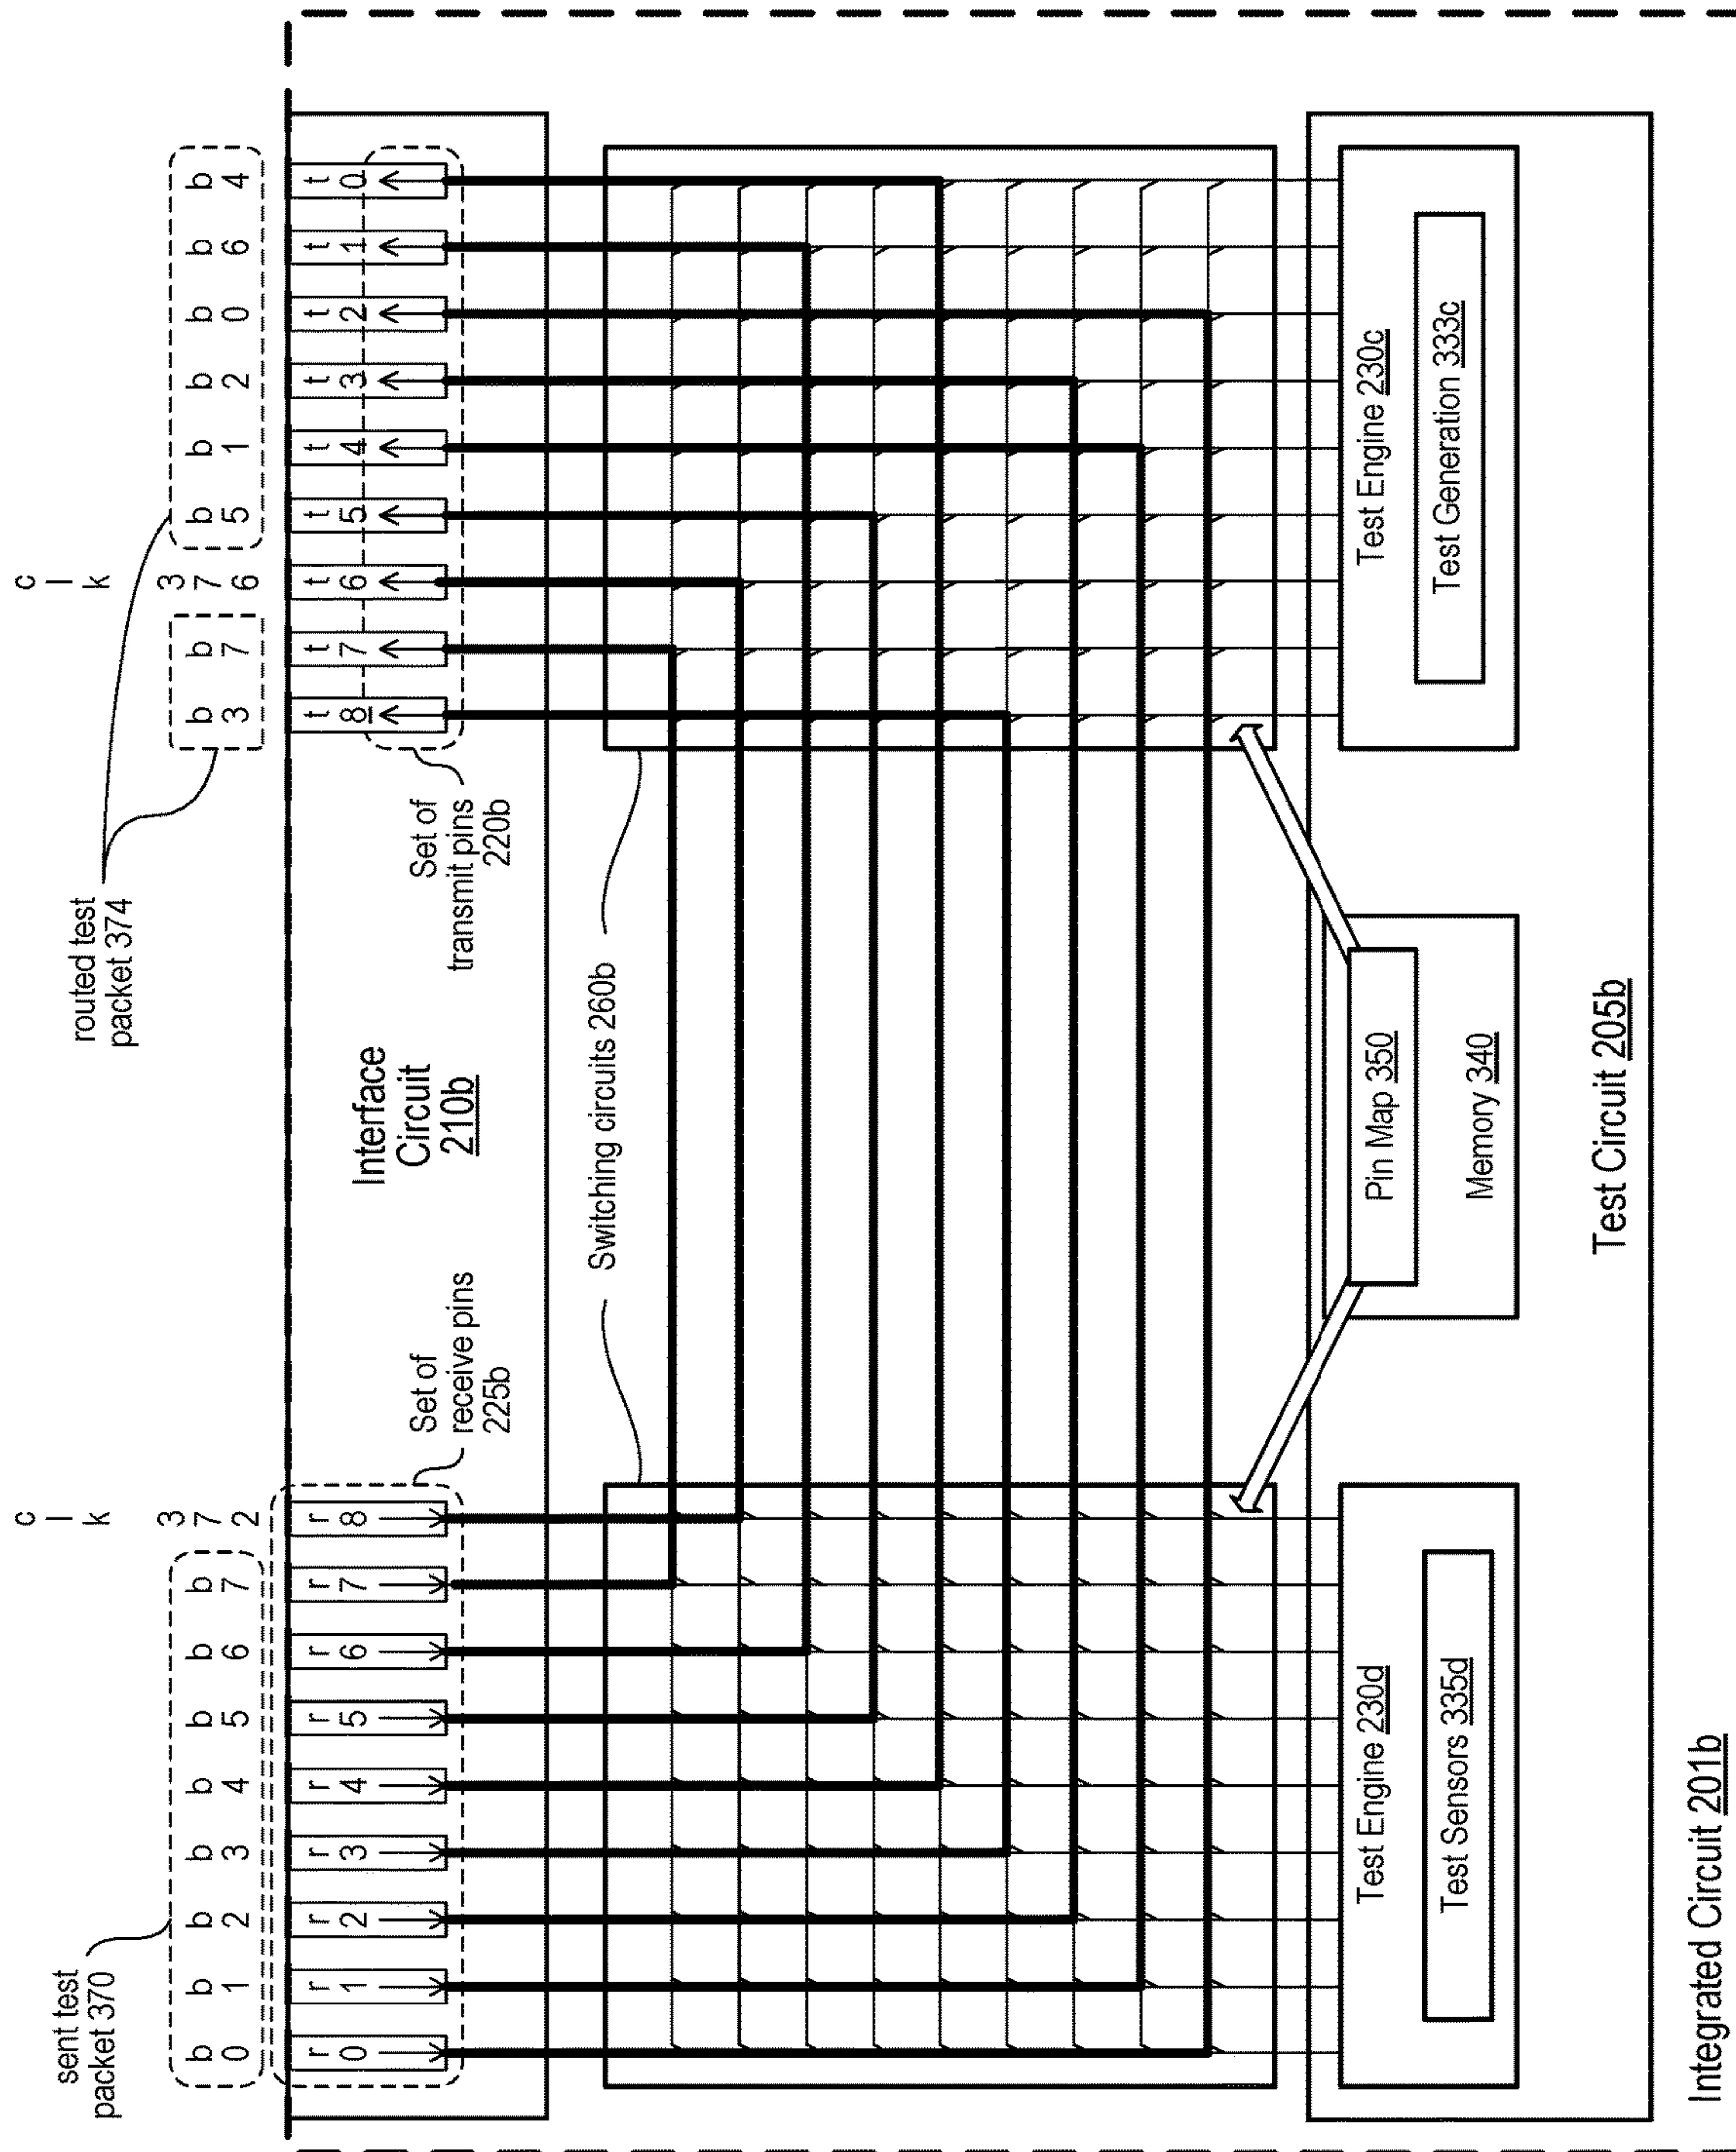 sent test
packet 370
b b b b b b b b
0 1 2 3 4 5 6 7
c
l
k
3
7
2
routed test
packet 374
b b
3 7
c
l
k
3
7
6
b b b b b b
5 1 2 0 6 4
r r r r r r r r r
0 1 2 3 4 5 6 7 8
t t t t t t t t t
8 7 6 5 4 3 2 1 0
Set of
receive pins
225b
Interface
Circuit
210b
Set of
transmit pins
220b
Switching circuits 260b
Test Engine 230d
Test Sensors 335d
Pin Map 350
Memory 340
Test Engine 230c
Test Generation 333c
Test Circuit 205b
Integrated Circuit 201b